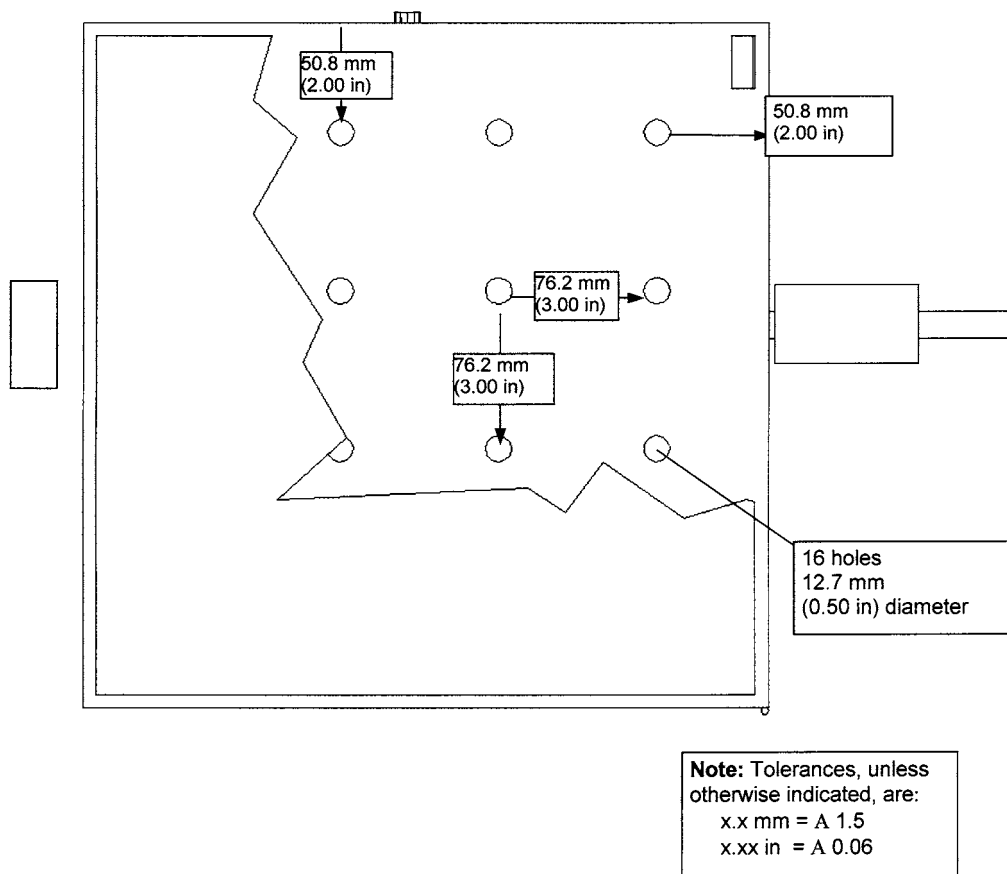 50.8 mm
(2.00 in)
50.8 mm
(2.00 in)
76.2 mm
(3.00 in)
76.2 mm
(3.00 in)
16 holes
12.7 mm
(0.50 in) diameter
Note: Tolerances, unless
otherwise indicated, are:
x.x mm = A 1.5
x.xx in = A 0.06